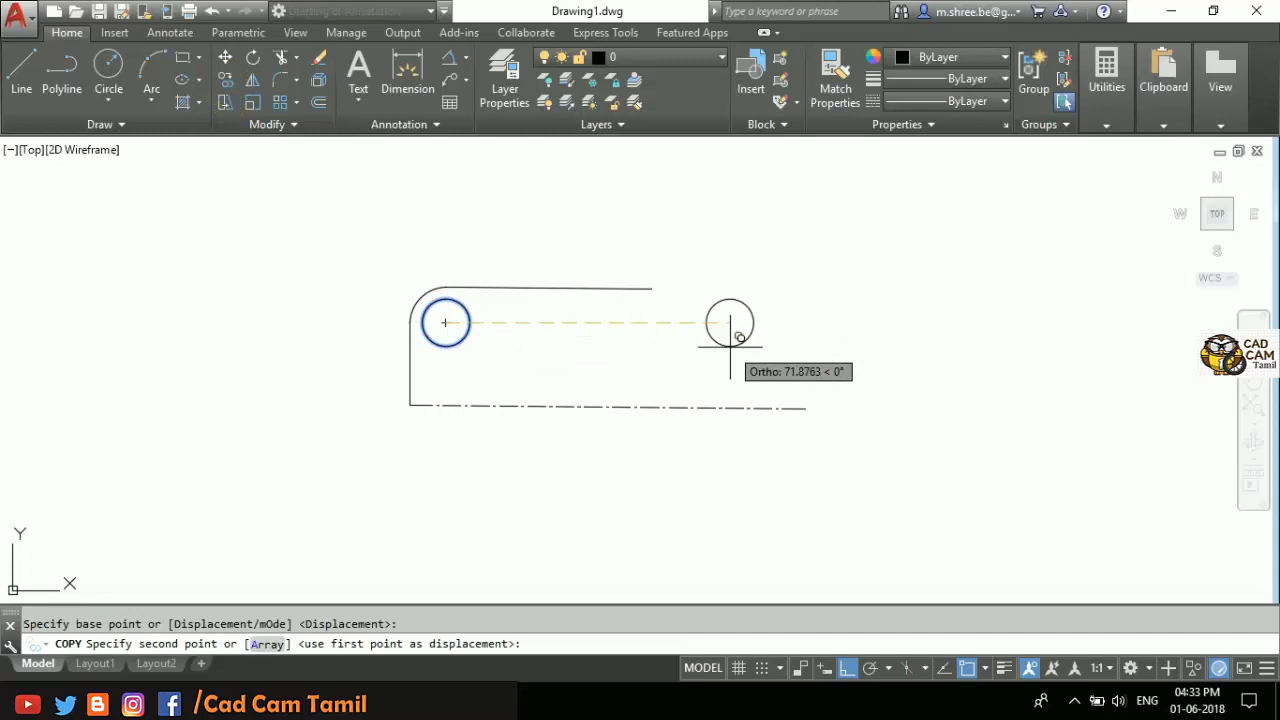 Drawing1.dwg
Type a keyword or phrase
m.shree.be@g...
?
Home Insert Annotate Parametric View Manage Output Add-ins Collaborate Express Tools Featured Apps
Line Polyline Circle Arc
Text Dimension
Layer
Properties
0
Insert
Match
Properties
ByLayer
ByLayer
ByLayer
Group
Utilities
Clipboard
View
Draw Modify Annotation Layers Block Properties Groups
[−][Top][2D Wireframe]
N
W TOP E
S
WCS
CAD
CAM
Tamil
Ortho: 71.8763 < 0°
Y
X
Specify base point or [Displacement/mOde] <Displacement>:
COPY Specify second point or [Array] <use first point as displacement>:
Model Layout1 Layout2 +
MODEL 1:1
/Cad Cam Tamil
ENG
04:33 PM
01-06-2018